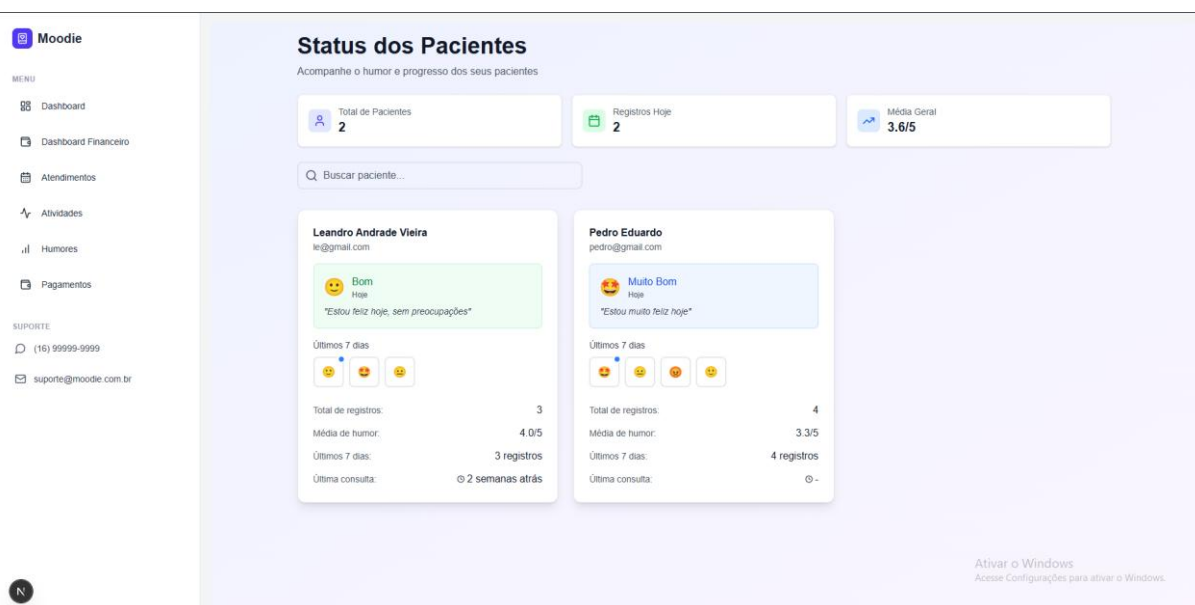 Moodie
MENU
Dashboard
Dashboard Financeiro
Atendimentos
Atividades
Humores
Pagamentos
SUPORTE
(16) 99999-9999
suporte@moodie.com.br
N
Status dos Pacientes
Acompanhe o humor e progresso dos seus pacientes
Total de Pacientes
2
Registros Hoje
2
Média Geral
3.6/5
Buscar paciente...
Leandro Andrade Vieira
le@gmail.com
Bom
Hoje
"Estou feliz hoje, sem preocupações"
Últimos 7 dias
Total de registros: 3
Média de humor: 4.0/5
Últimos 7 dias: 3 registros
Última consulta: 2 semanas atrás
Pedro Eduardo
pedro@gmail.com
Muito Bom
Hoje
"Estou muito feliz hoje"
Últimos 7 dias
Total de registros: 4
Média de humor: 3.3/5
Últimos 7 dias: 4 registros
Última consulta: -
Ativar o Windows
Acesse Configurações para ativar o Windows.